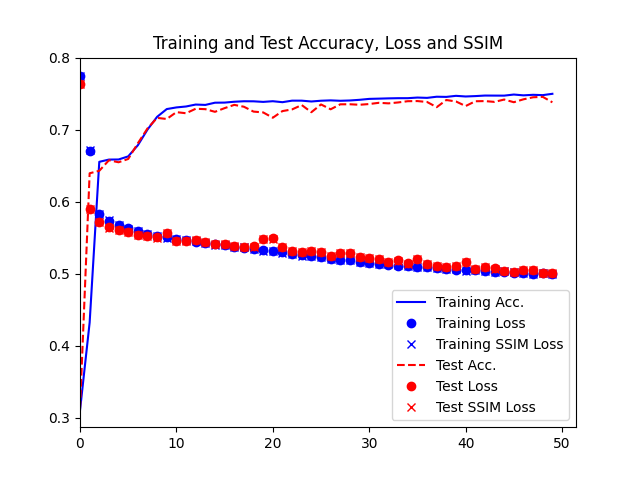 Training and Test Accuracy, Loss and SSIM
0.8
0.7
0.6
0.5
0.4
0.3
0
10
20
30
40
50
Training Acc.
Training Loss
Training SSIM Loss
Test Acc.
Test Loss
Test SSIM Loss